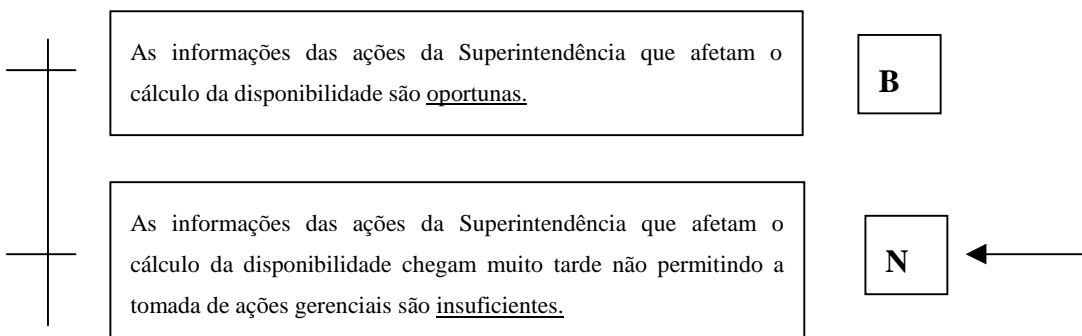 As informações das ações da Superintendência que afetam o
cálculo da disponibilidade são oportunas.
B
As informações das ações da Superintendência que afetam o
cálculo da disponibilidade chegam muito tarde não permitindo a
tomada de ações gerenciais são insuficientes.
N